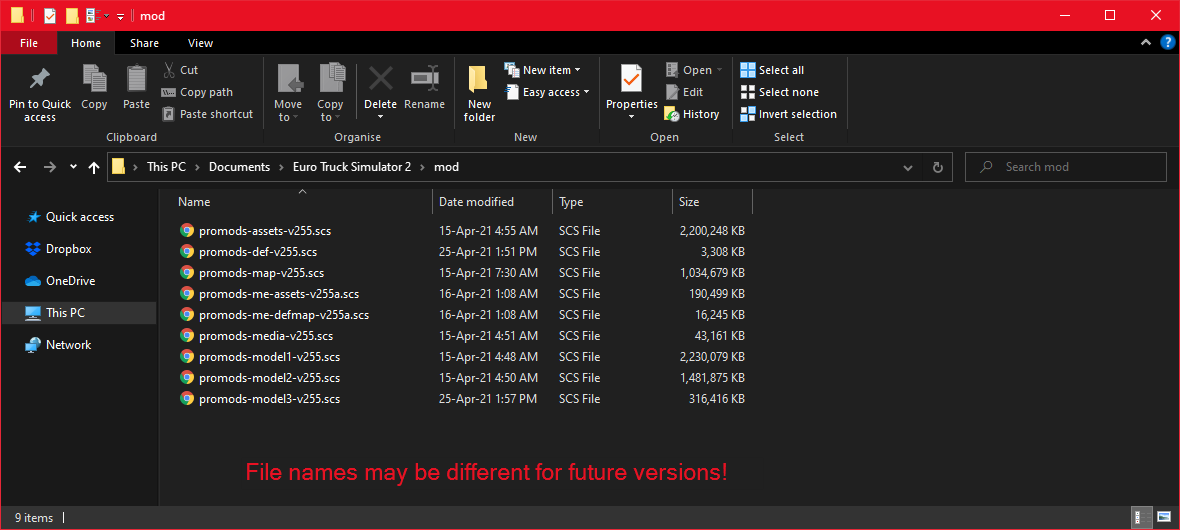 mod
File Home Share View
Pin to Quick access
Copy
Paste
Cut
Copy path
Paste shortcut
Clipboard
Move to
Copy to
Delete
Rename
Organise
New folder
New item
Easy access
New
Properties
Open
Edit
History
Open
Select all
Select none
Invert selection
Select
This PC > Documents > Euro Truck Simulator 2 > mod
Search mod
Quick access
Dropbox
OneDrive
This PC
Network
Name Date modified Type Size
promods-assets-v255.scs 15-Apr-21 4:55 AM SCS File 2,200,248 KB
promods-def-v255.scs 25-Apr-21 1:51 PM SCS File 3,308 KB
promods-map-v255.scs 15-Apr-21 7:30 AM SCS File 1,034,679 KB
promods-me-assets-v255a.scs 16-Apr-21 1:08 AM SCS File 190,499 KB
promods-me-defmap-v255a.scs 16-Apr-21 1:08 AM SCS File 16,245 KB
promods-media-v255.scs 15-Apr-21 4:51 AM SCS File 43,161 KB
promods-model1-v255.scs 15-Apr-21 4:48 AM SCS File 2,230,079 KB
promods-model2-v255.scs 15-Apr-21 4:50 AM SCS File 1,481,875 KB
promods-model3-v255.scs 25-Apr-21 1:57 PM SCS File 316,416 KB
File names may be different for future versions!
9 items